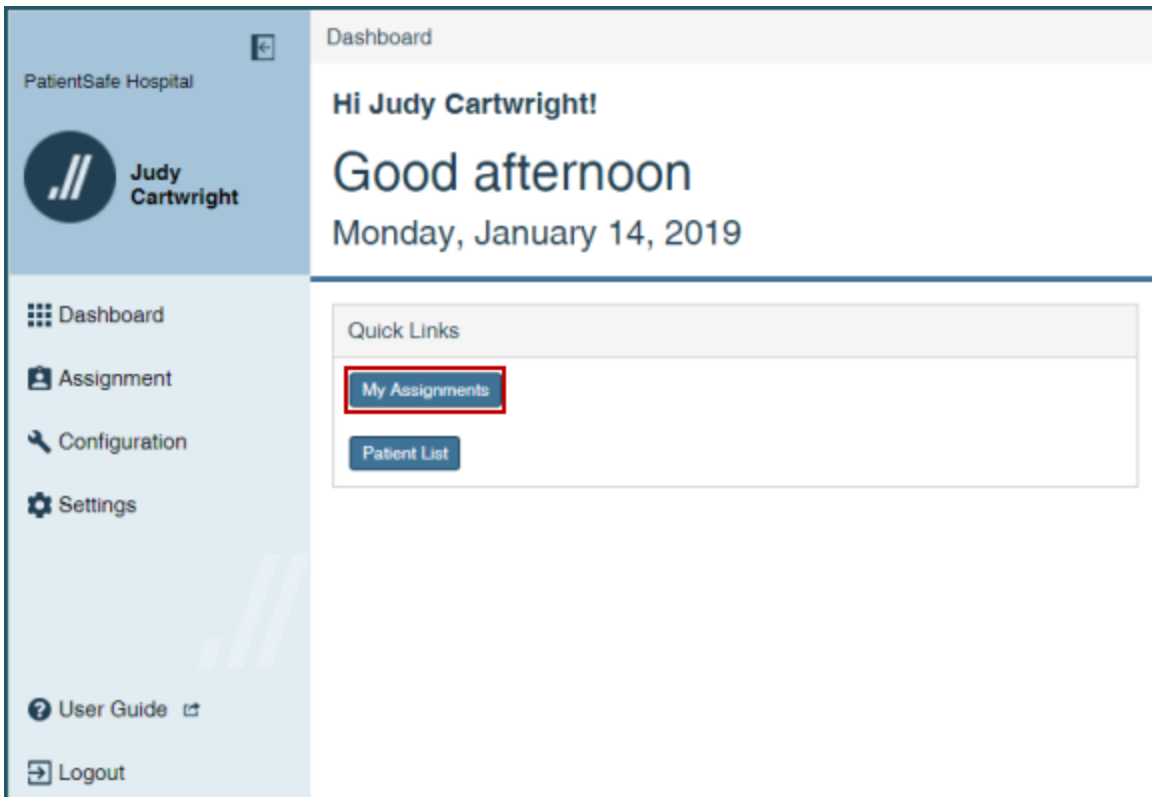 PatientSafe Hospital
Judy
Cartwright
Dashboard
Assignment
Configuration
Settings
User Guide
Logout
Dashboard
Hi Judy Cartwright!
Good afternoon
Monday, January 14, 2019
Quick Links
My Assignments
Patient List